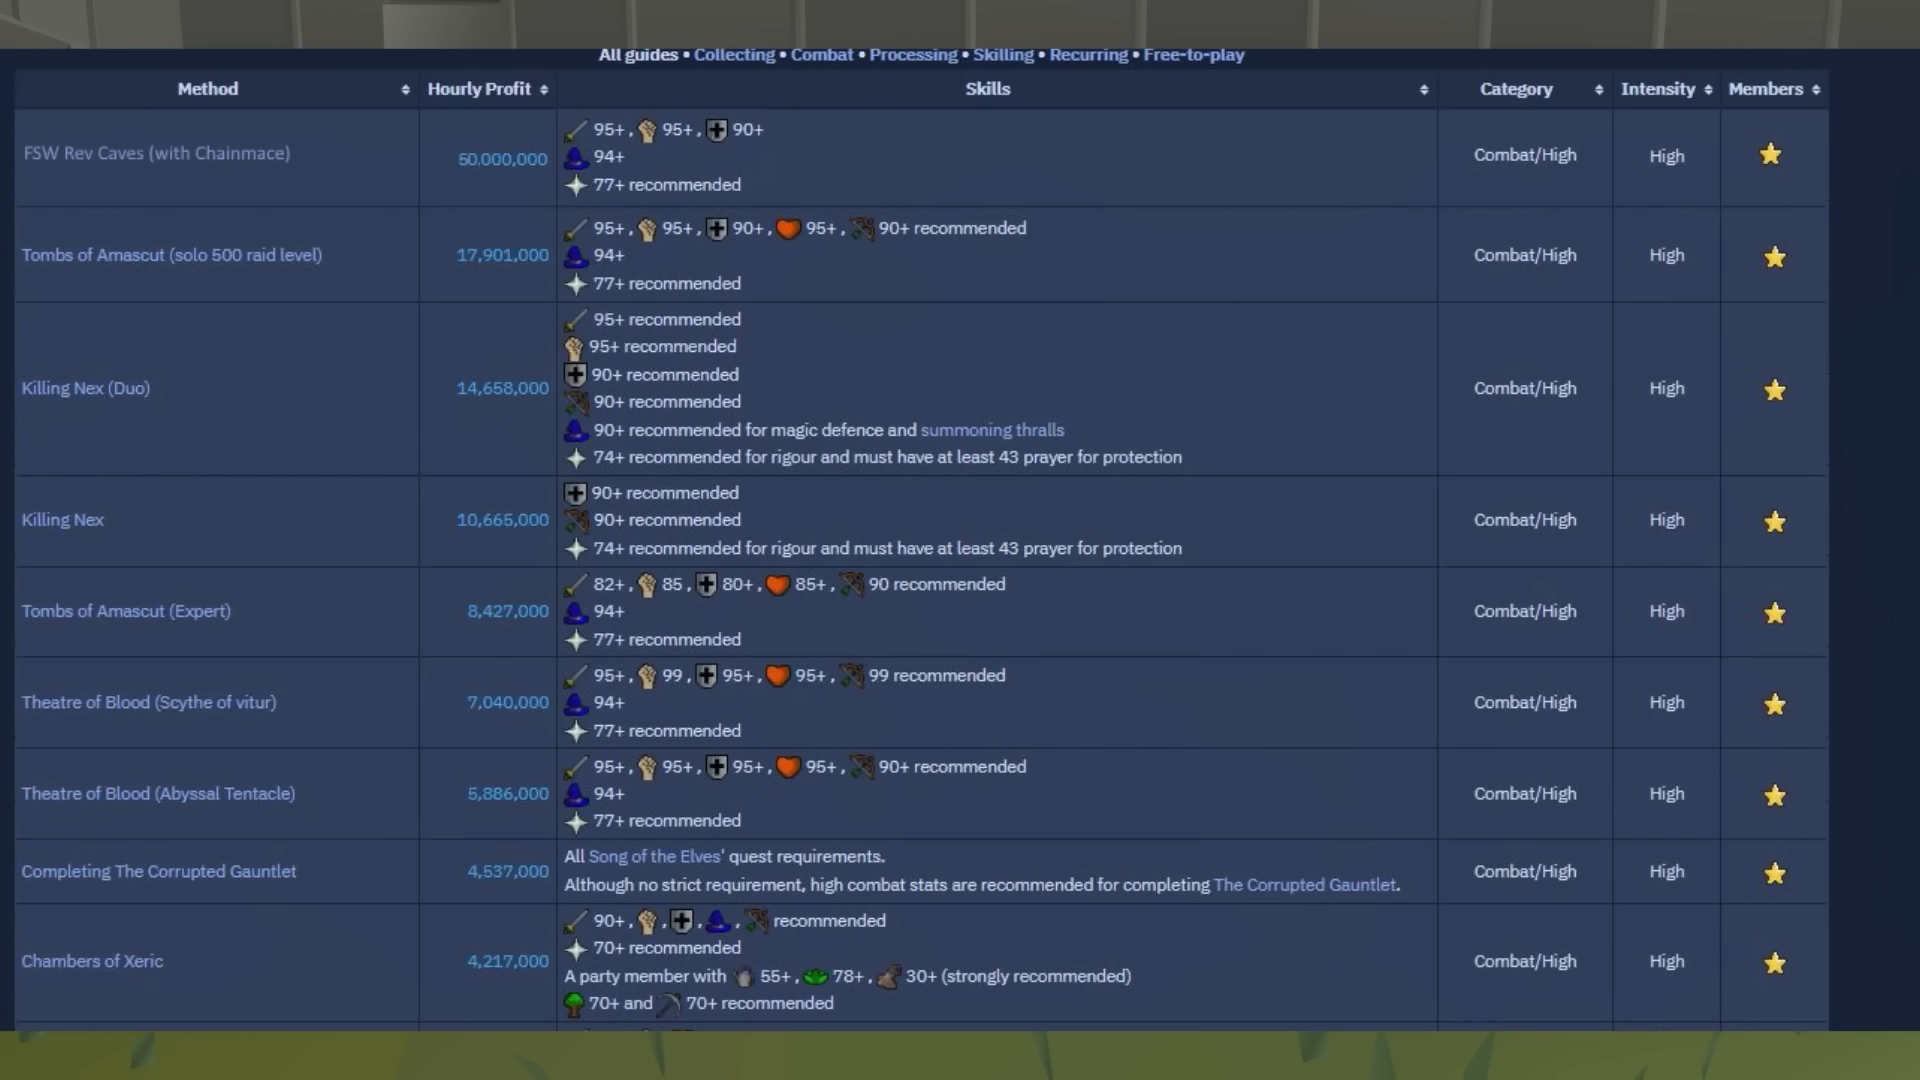 All guides • Collecting • Combat • Processing • Skilling • Recurring • Free-to-play
Method Hourly Profit Skills Category Intensity Members
FSW Rev Caves (with Chainmace) 50.000,000 95+, 95+, 90+ Combat/High High
94+
77+ recommended
Tombs of Amascut (solo 500 raid level) 17,901,000 95+, 95+, 90+, 95+, 90+ recommended Combat/High High
94+
77+ recommended
Killing Nex (Duo) 14,658,000 95+ recommended Combat/High High
95+ recommended
90+ recommended
90+ recommended
90+ recommended for magic defence and summoning thralls
74+ recommended for rigour and must have at least 43 prayer for protection
Killing Nex 10,665,000 90+ recommended Combat/High High
90+ recommended
74+ recommended for rigour and must have at least 43 prayer for protection
Tombs of Amascut (Expert) 8,427,000 82+, 85, 80+, 85+, 90 recommended Combat/High High
94+
77+ recommended
Theatre of Blood (Scythe of vitur) 7,040,000 95+, 99, 95+, 95+, 99 recommended Combat/High High
94+
77+ recommended
Theatre of Blood (Abyssal Tentacle) 5,886,000 95+, 95+, 95+, 95+, 90+ recommended Combat/High High
94+
77+ recommended
Completing The Corrupted Gauntlet 4,537,000 All Song of the Elves' quest requirements. Combat/High High
Although no strict requirement, high combat stats are recommended for completing The Corrupted Gauntlet.
Chambers of Xeric 4,217,000 90+, , , , recommended Combat/High High
70+ recommended
A party member with 55+, 78+, 30+ (strongly recommended)
70+ and 70+ recommended